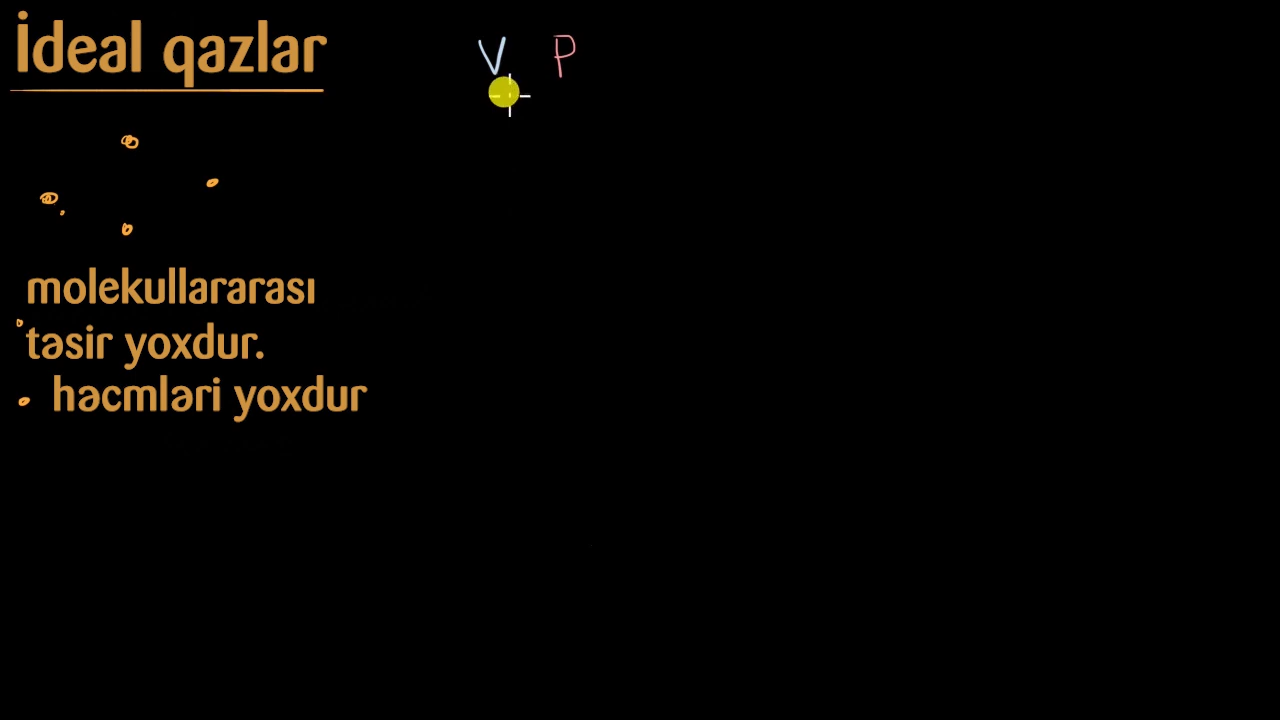 İdeal qazlar
V P
molekullararası
təsir yoxdur.
həcmləri yoxdur